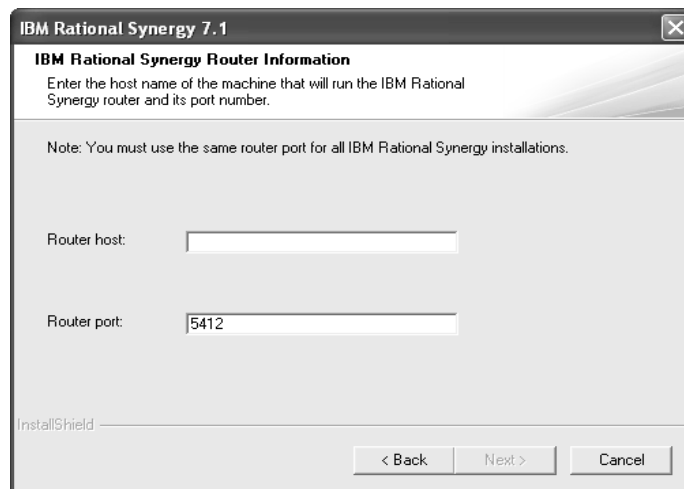 IBM Rational Synergy 7.1
IBM Rational Synergy Router Information
Enter the host name of the machine that will run the IBM Rational
Synergy router and its port number.
Note: You must use the same router port for all IBM Rational Synergy installations.
Router host:
Router port: 5412
InstallShield
< Back Next > Cancel